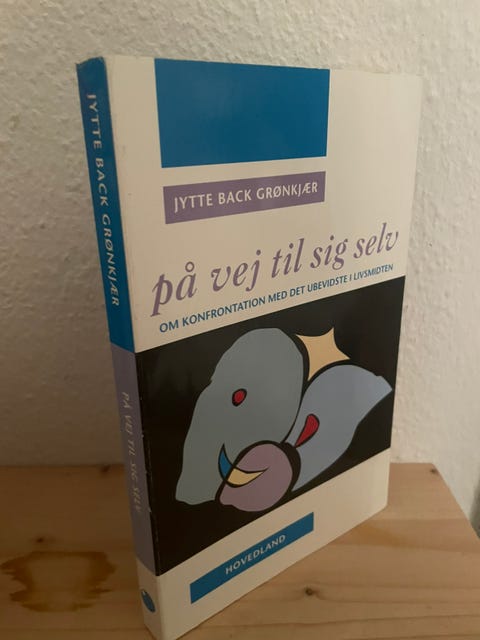 JYTTE BACK GRØNKJÆR
på vej til sig selv
OM KONFRONTATION MED DET UBEVIDSTE I LIVSMIDTEN
HOVEDLAND
JYTTE BACK GRØNKJÆR
PÅ VEJ TIL SIG SELV